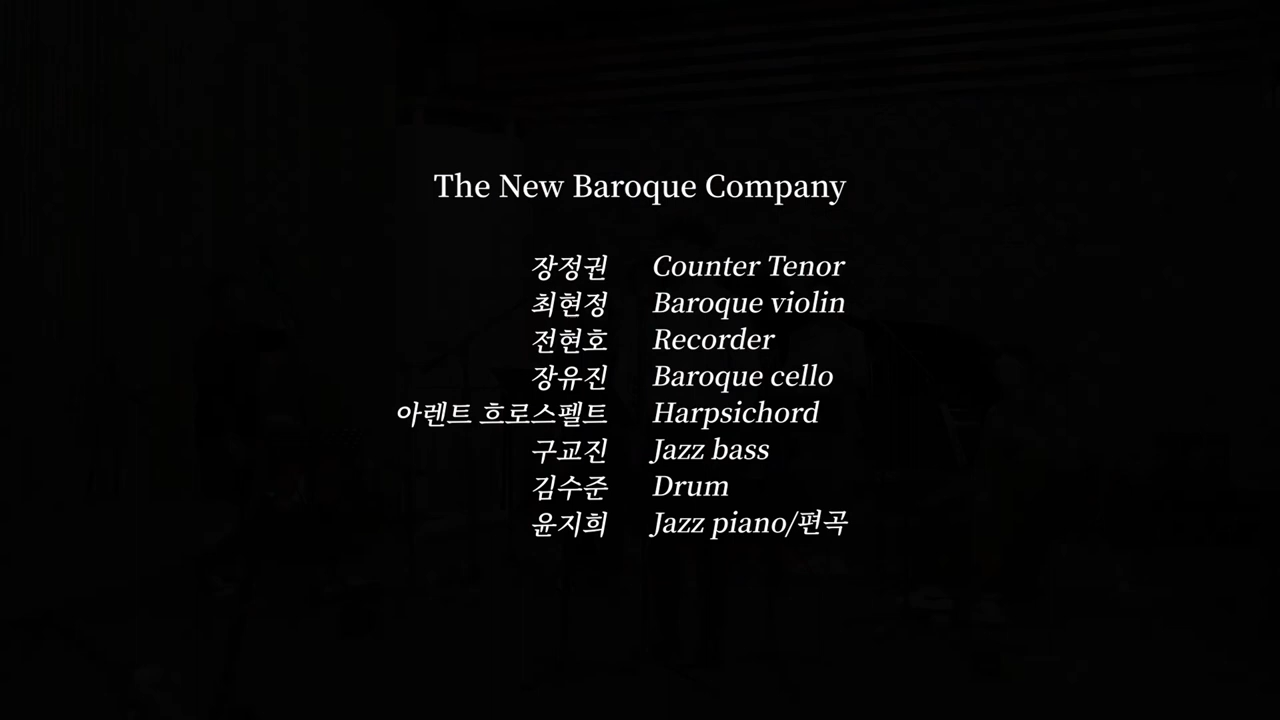 The New Baroque Company
장정권 Counter Tenor
최현정 Baroque violin
전현호 Recorder
장유진 Baroque cello
아렌트 흐로스펠트 Harpsichord
구교진 Jazz bass
김수준 Drum
윤지희 Jazz piano/편곡